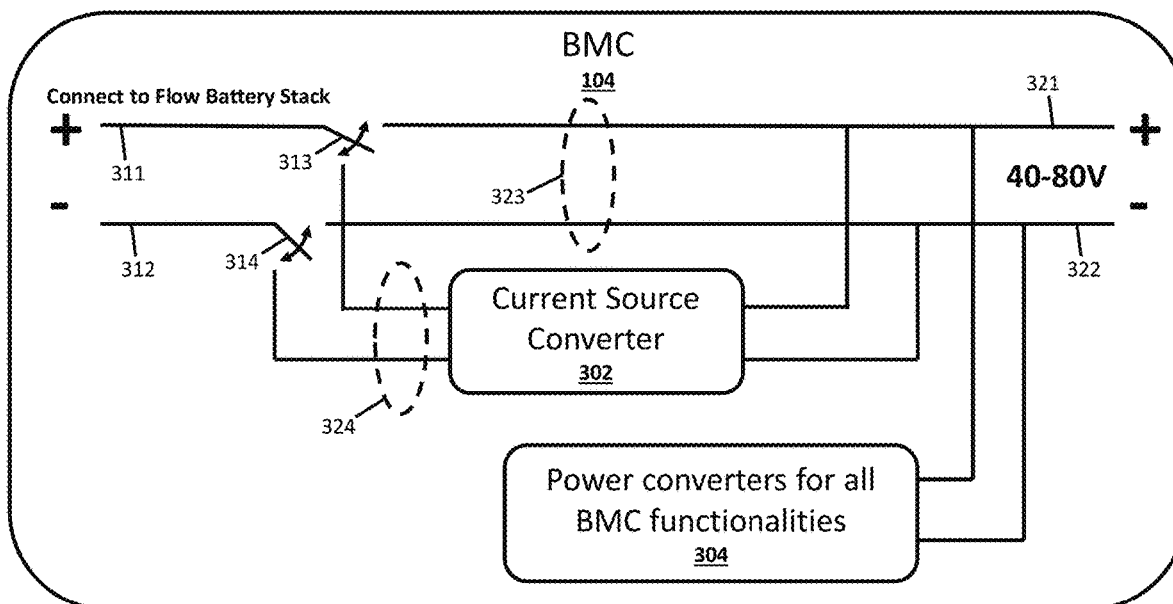 BMC
104
Connect to Flow Battery Stack
321
+
+
311
313
323
40-80V
-
-
312
314
322
Current Source
Converter
302
324
Power converters for all
BMC functionalities
304